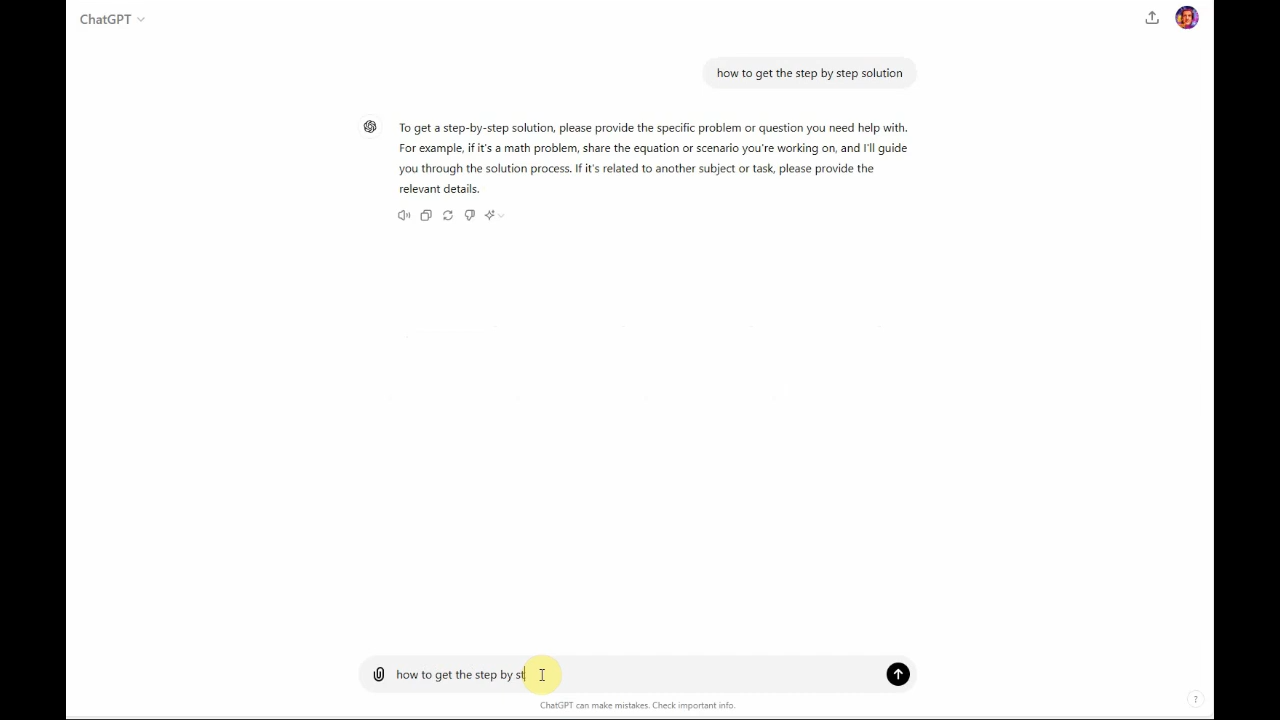 ChatGPT
how to get the step by step solution
To get a step-by-step solution, please provide the specific problem or question you need help with.
For example, if it's a math problem, share the equation or scenario you're working on, and I'll guide
you through the solution process. If it's related to another subject or task, please provide the
relevant details.
how to get the step by st
ChatGPT can make mistakes. Check important info.
?